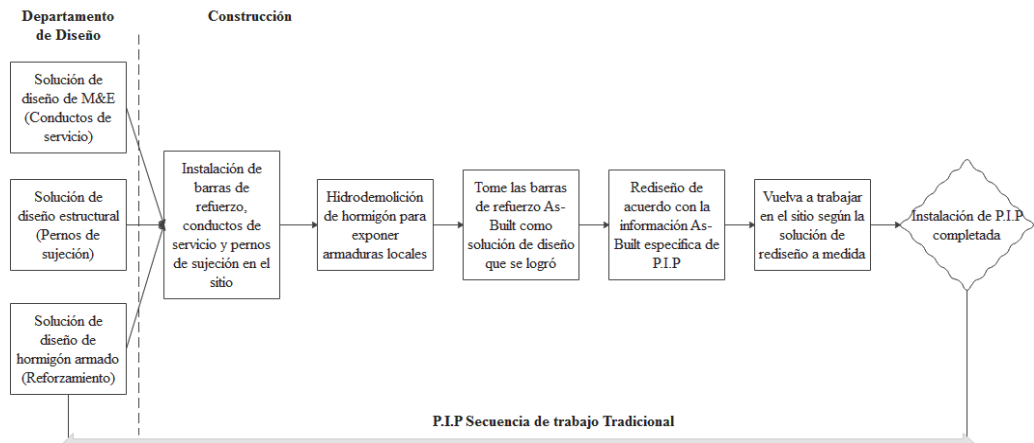 Departamento
de Diseño
Construcción
Solución de
diseño de M&E
(Conductos de
servicio)
Solución de
diseño estructural
(Pernos de
sujeción)
Solución de
diseño de
hormigón armado
(Reforzamiento)
Instalación de
barras de
refuerzo,
conductos de
servicio y pernos
de sujeción en el
sitio
Hidrodemolición
de hormigón para
exponer
armaduras locales
Tome las barras
de refuerzo As-
Built como
solución de diseño
que se logró
Rediseño de
acuerdo con la
información As-
Built específica de
P.I.P
Vuelva a trabajar
en el sitio según la
solución de
rediseño a medida
Instalación de P.I.P
completada
P.I.P Secuencia de trabajo Tradicional